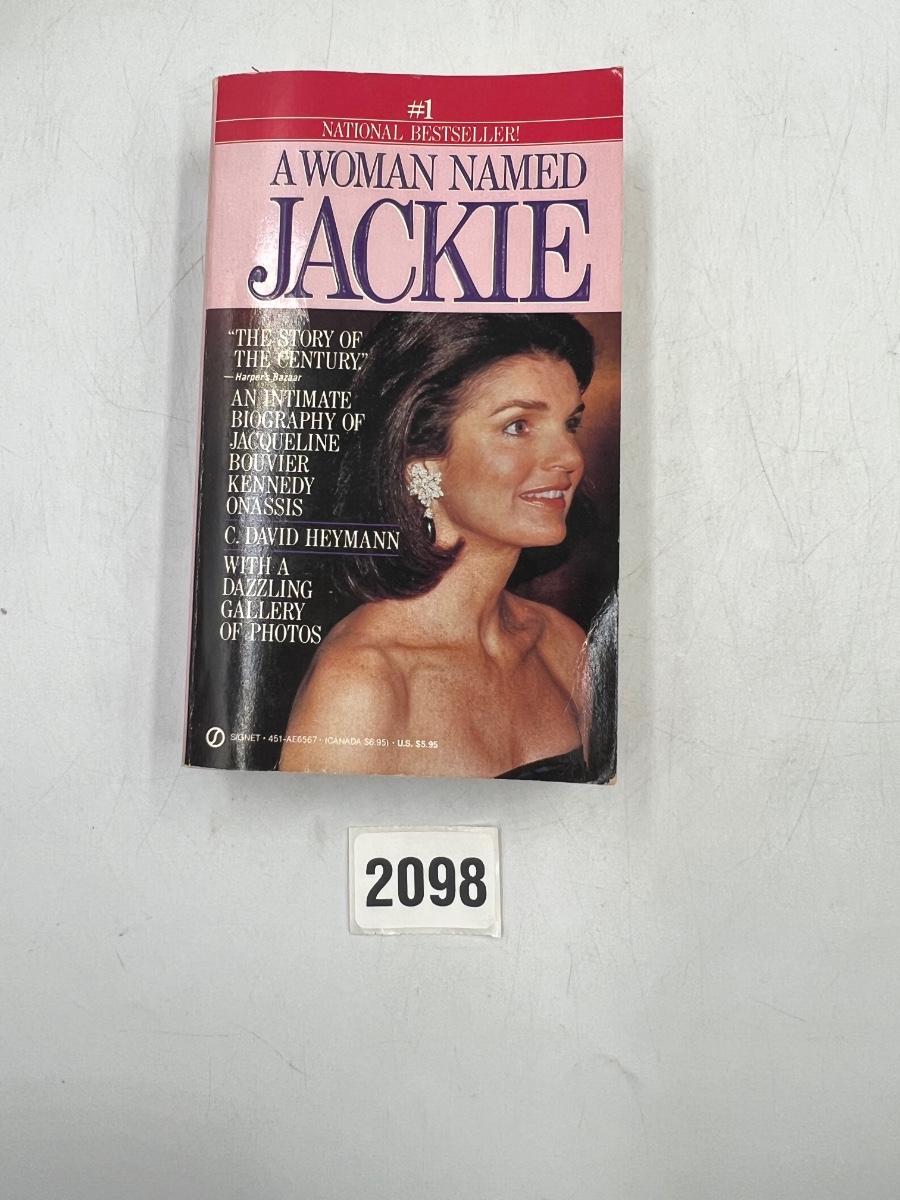 #1
NATIONAL BESTSELLER!
A WOMAN NAMED
JACKIE
“THE STORY OF
THE CENTURY.”
— Harper's Bazaar
AN INTIMATE
BIOGRAPHY OF
JACQUELINE
BOUVIER
KENNEDY
ONASSIS
C. DAVID HEYMANN
WITH A
DAZZLING
GALLERY
OF PHOTOS
SIGNET • 451-AE6567 • (CANADA $6.95) • U.S. $5.95
2098